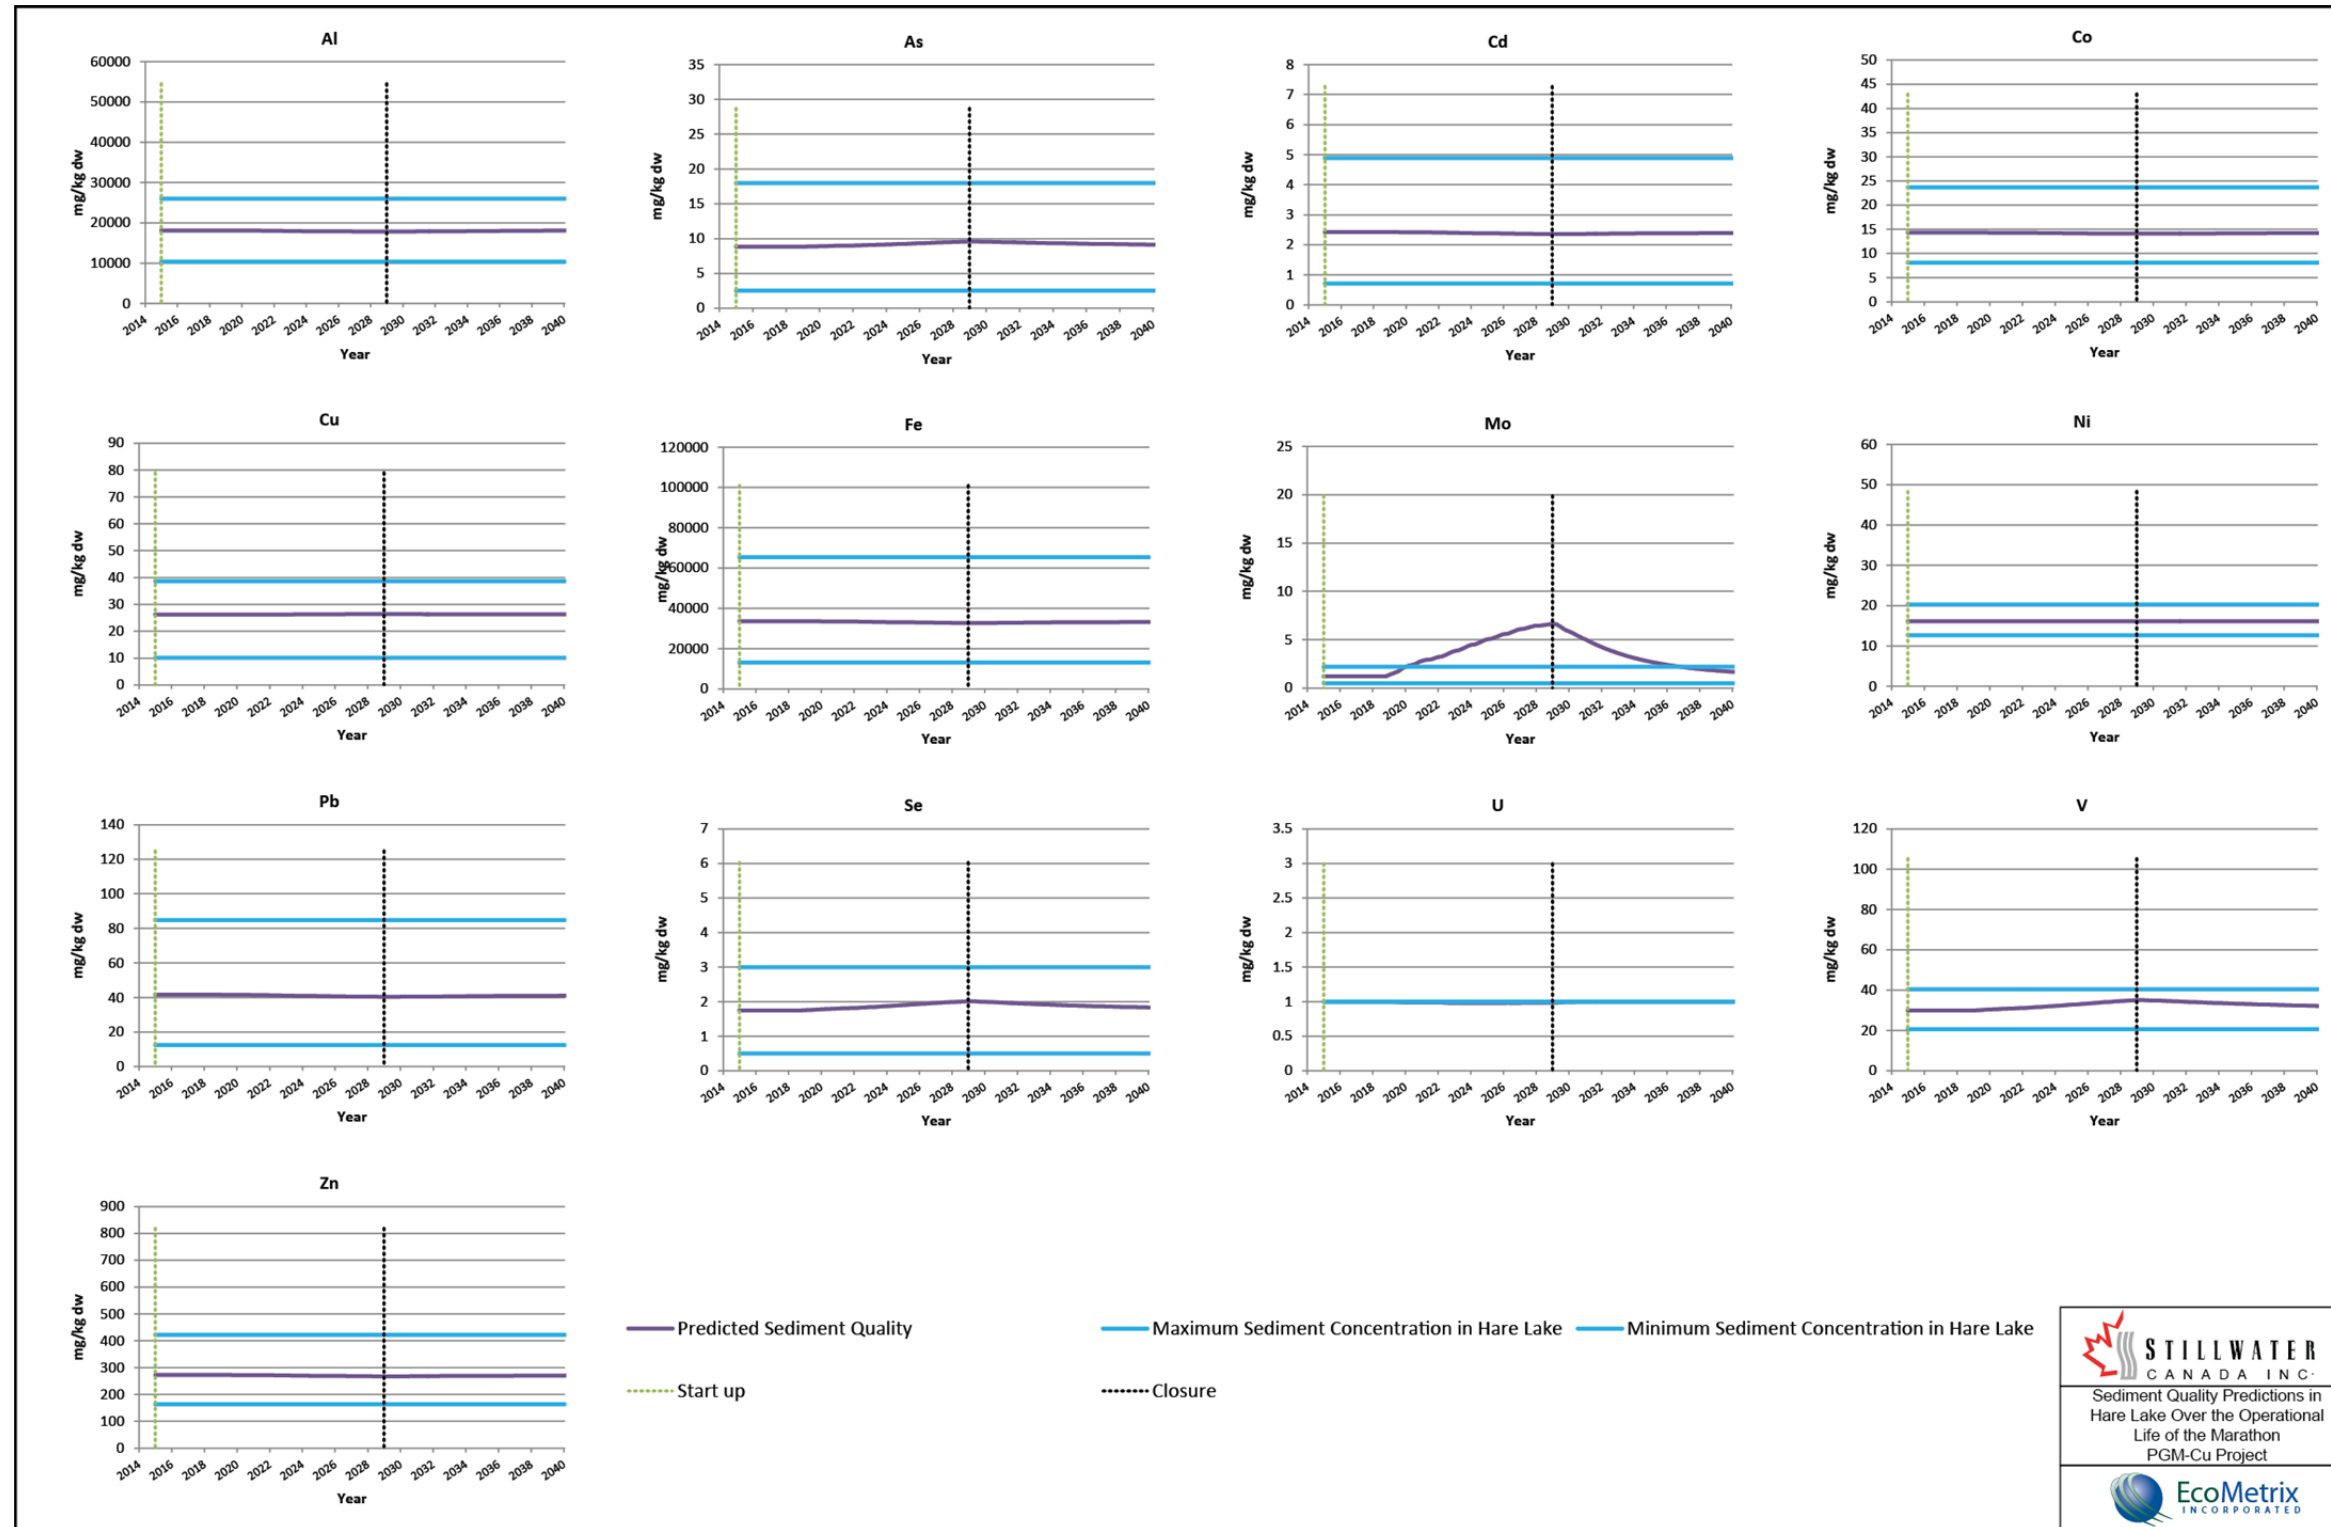 Al
60000
50000
40000
30000
20000
10000
0
mg/kg dw
2014 2016 2018 2020 2022 2024 2026 2028 2030 2032 2034 2036 2038 2040
Year
As
35
30
25
20
15
10
5
0
mg/kg dw
2014 2016 2018 2020 2022 2024 2026 2028 2030 2032 2034 2036 2038 2040
Year
Cd
8
7
6
5
4
3
2
1
0
mg/kg dw
2014 2016 2018 2020 2022 2024 2026 2028 2030 2032 2034 2036 2038 2040
Year
Co
50
45
40
35
30
25
20
15
10
5
0
mg/kg dw
2014 2016 2018 2020 2022 2024 2026 2028 2030 2032 2034 2036 2038 2040
Year
Cu
90
80
70
60
50
40
30
20
10
0
mg/kg dw
2014 2016 2018 2020 2022 2024 2026 2028 2030 2032 2034 2036 2038 2040
Year
Fe
120000
100000
80000
60000
40000
20000
0
mg/kg dw
2014 2016 2018 2020 2022 2024 2026 2028 2030 2032 2034 2036 2038 2040
Year
Mo
25
20
15
10
5
0
mg/kg dw
2014 2016 2018 2020 2022 2024 2026 2028 2030 2032 2034 2036 2038 2040
Year
Ni
60
50
40
30
20
10
0
mg/kg dw
2014 2016 2018 2020 2022 2024 2026 2028 2030 2032 2034 2036 2038 2040
Year
Pb
140
120
100
80
60
40
20
0
mg/kg dw
2014 2016 2018 2020 2022 2024 2026 2028 2030 2032 2034 2036 2038 2040
Year
Se
7
6
5
4
3
2
1
0
mg/kg dw
2014 2016 2018 2020 2022 2024 2026 2028 2030 2032 2034 2036 2038 2040
Year
U
3.5
3
2.5
2
1.5
1
0.5
0
mg/kg dw
2014 2016 2018 2020 2022 2024 2026 2028 2030 2032 2034 2036 2038 2040
Year
V
120
100
80
60
40
20
0
mg/kg dw
2014 2016 2018 2020 2022 2024 2026 2028 2030 2032 2034 2036 2038 2040
Year
Zn
900
800
700
600
500
400
300
200
100
0
mg/kg dw
2014 2016 2018 2020 2022 2024 2026 2028 2030 2032 2034 2036 2038 2040
Year
Predicted Sediment Quality
Maximum Sediment Concentration in Hare Lake
Minimum Sediment Concentration in Hare Lake
Start up
Closure
STILLWATER
CANADA INC.
Sediment Quality Predictions in
Hare Lake Over the Operational
Life of the Marathon
PGM-Cu Project
EcoMetrix
INCORPORATED